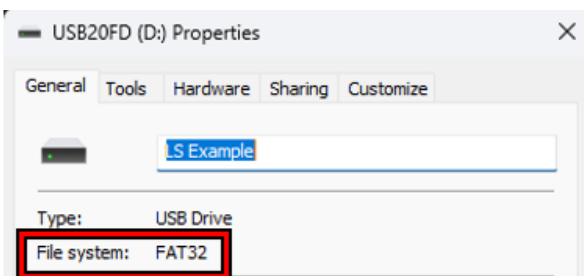 USB20FD (D:) Properties
General Tools Hardware Sharing Customize
LS Example
Type: USB Drive
File system: FAT32